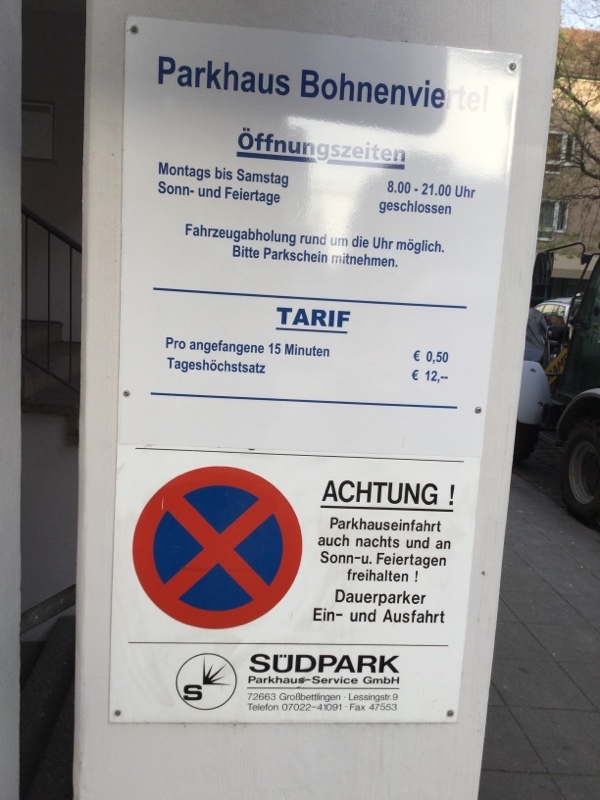 Parkhaus Bohnenviertel
Öffnungszeiten
Montags bis Samstag 8.00 - 21.00 Uhr
Sonn- und Feiertage geschlossen
Fahrzeugabholung rund um die Uhr möglich.
Bitte Parkschein mitnehmen.
TARIF
Pro angefangene 15 Minuten € 0,50
Tageshöchstsatz € 12,--
ACHTUNG !
Parkhauseinfahrt
auch nachts und an
Sonn-u. Feiertagen
freihalten !
Dauerparker
Ein- und Ausfahrt
S
SÜDPARK
Parkhaus-Service GmbH
72663 Großbettlingen · Lessingstr. 9
Telefon 07022-41091 · Fax 47553